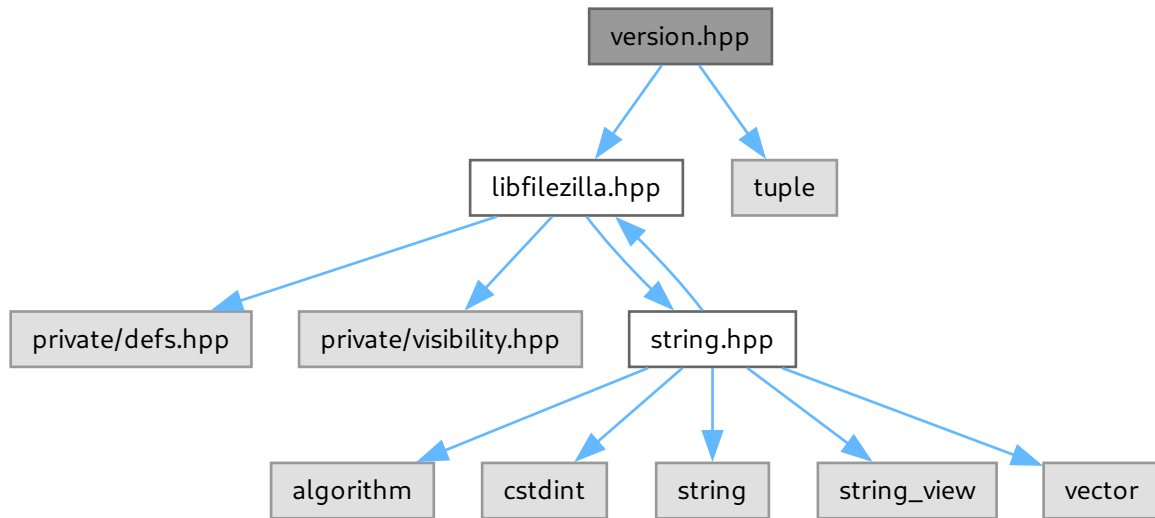 version.hpp
libfilezilla.hpp
tuple
private/defs.hpp
private/visibility.hpp
string.hpp
algorithm
cstdint
string
string_view
vector